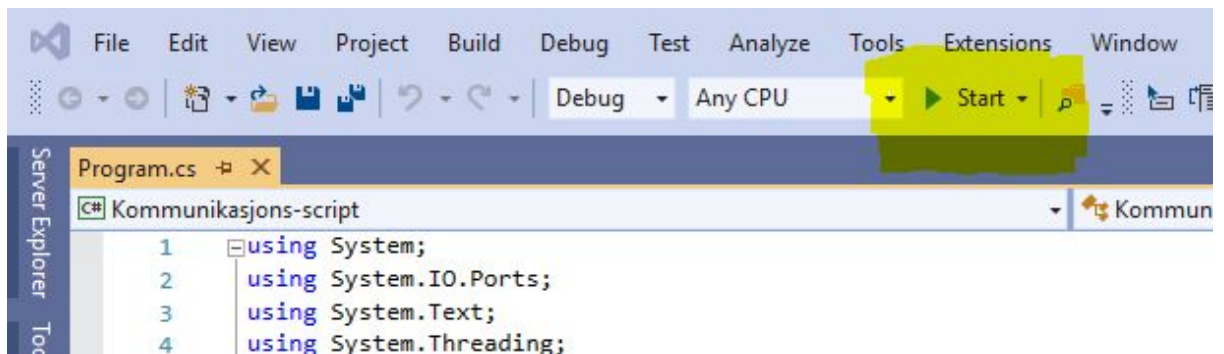 File Edit View Project Build Debug Test Analyze Tools Extensions Window
Debug Any CPU Start
Server Explorer
Program.cs
C# Kommunikasjons-script Kommun
1 using System;
2 using System.IO.Ports;
3 using System.Text;
4 using System.Threading;